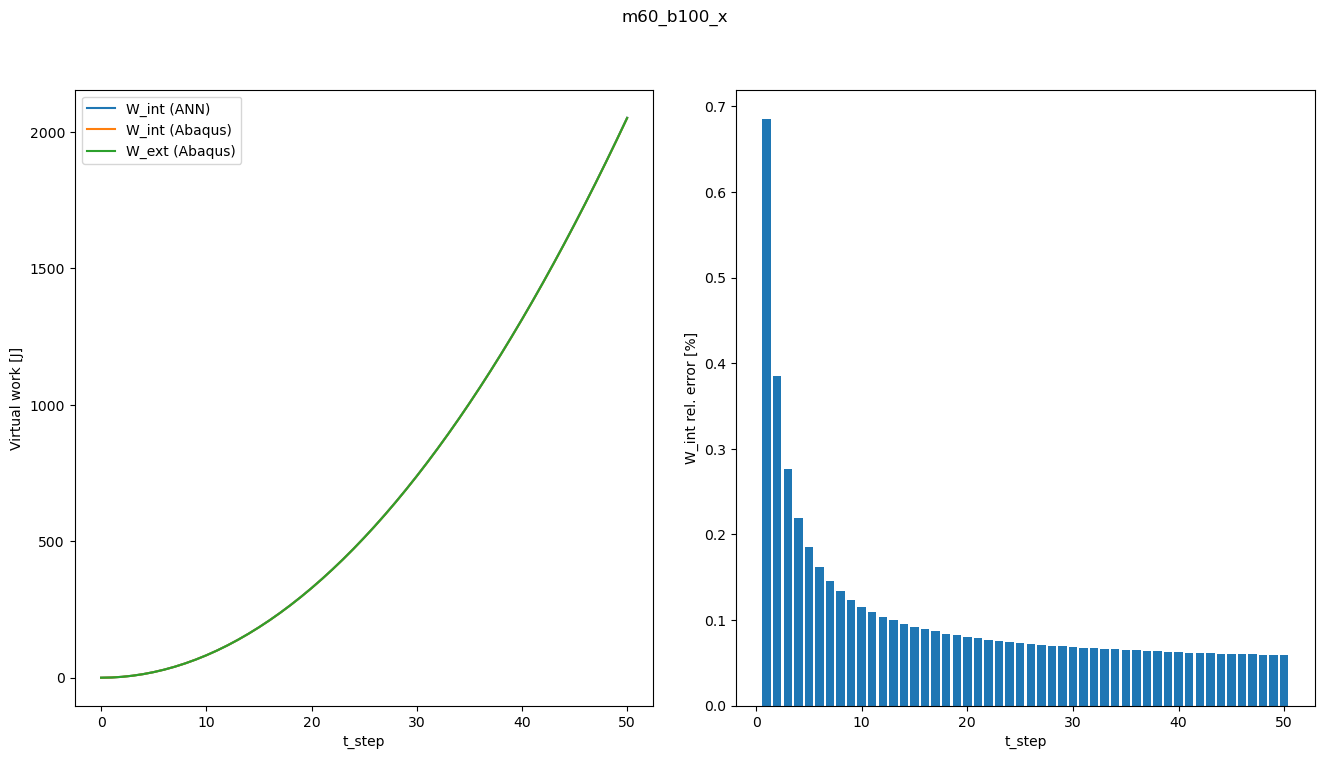 m60_b100_x
W_int (ANN)
W_int (Abaqus)
W_ext (Abaqus)
Virtual work [J]
2000
1500
1000
500
0
0 10 20 30 40 50
t_step
W_int rel. error [%]
0.7
0.6
0.5
0.4
0.3
0.2
0.1
0.0
0 10 20 30 40 50
t_step